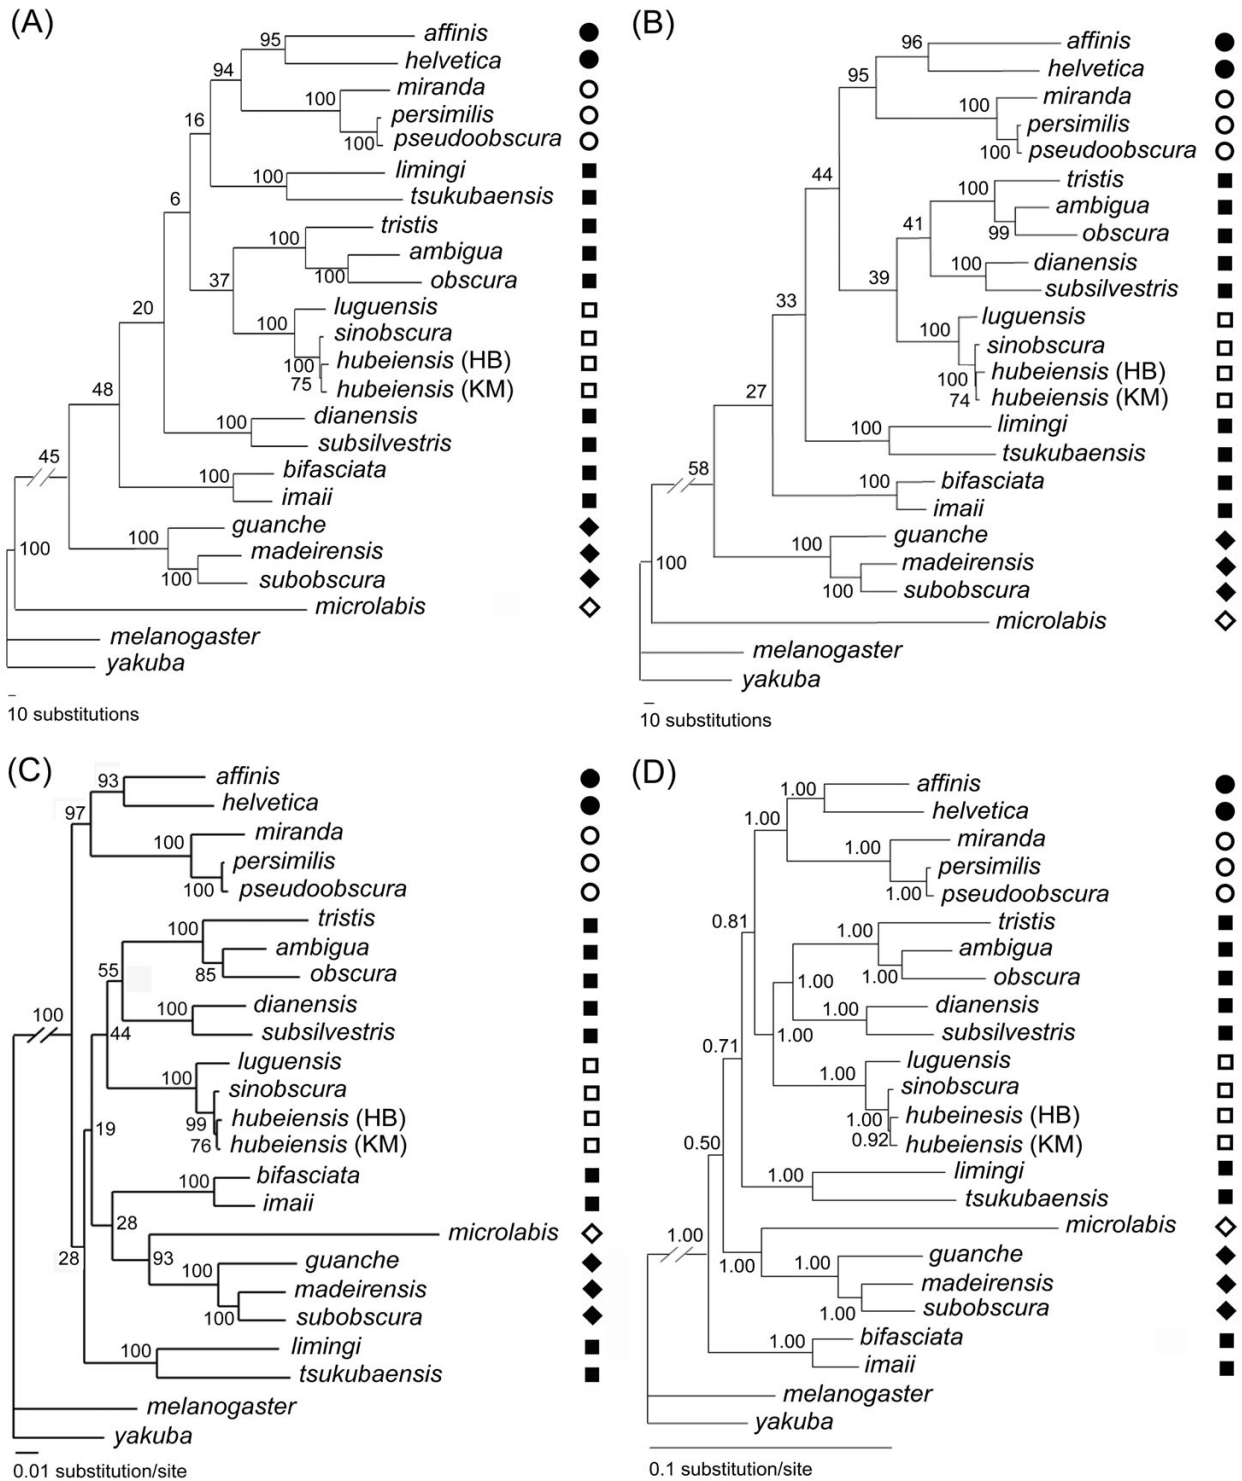 (A)
95
affinis
helvetica
94
100
miranda
persimilis
100
pseudoobscura
16
100
limingi
tsukubaensis
6
100
tristis
ambigua
100
obscura
37
100
luguensis
sinobscura
100
hubeiensis (HB)
75
hubeiensis (KM)
20
100
dianensis
subsilvestris
48
100
bifasciata
imaii
45
100
guanche
madeirensis
100
subobscura
100
microlabis
melanogaster
yakuba
10 substitutions
(B)
96
affinis
helvetica
95
100
miranda
persimilis
100
pseudoobscura
44
100
tristis
ambigua
99
obscura
41
100
dianensis
subsilvestris
39
100
luguensis
sinobscura
100
hubeiensis (HB)
74
hubeiensis (KM)
33
100
limingi
tsukubaensis
27
100
bifasciata
imaii
58
100
guanche
madeirensis
100
subobscura
100
microlabis
melanogaster
yakuba
10 substitutions
(C)
93
affinis
helvetica
97
100
miranda
persimilis
100
pseudoobscura
100
tristis
ambigua
85
obscura
55
100
dianensis
subsilvestris
100
44
100
luguensis
sinobscura
99
hubeiensis (HB)
76
hubeiensis (KM)
19
100
bifasciata
imaii
28
microlabis
28
93
100
guanche
madeirensis
100
subobscura
100
limingi
tsukubaensis
melanogaster
yakuba
0.01 substitution/site
(D)
1.00
affinis
helvetica
1.00
1.00
miranda
persimilis
1.00
pseudoobscura
0.81
1.00
tristis
ambigua
1.00
obscura
1.00
1.00
dianensis
subsilvestris
1.00
0.71
1.00
luguensis
sinobscura
1.00
hubeinesis (HB)
0.92
hubeiensis (KM)
0.50
1.00
limingi
tsukubaensis
microlabis
1.00
1.00
1.00
guanche
madeirensis
1.00
subobscura
1.00
bifasciata
imaii
melanogaster
yakuba
0.1 substitution/site